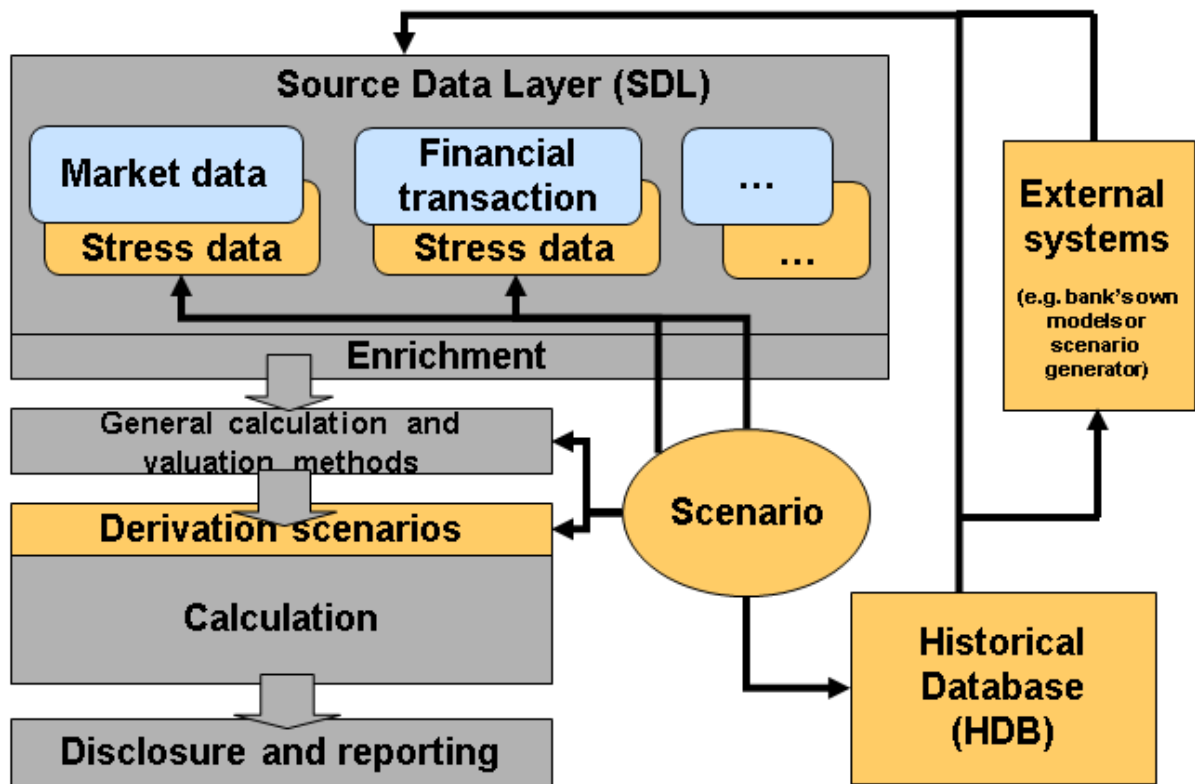 Source Data Layer (SDL)
Market data
Stress data
Financial
transaction
Stress data
...
...
Enrichment
External
systems
(e.g. bank's own
models or
scenario
generator)
General calculation and
valuation methods
Derivation scenarios
Scenario
Calculation
Historical
Database
(HDB)
Disclosure and reporting